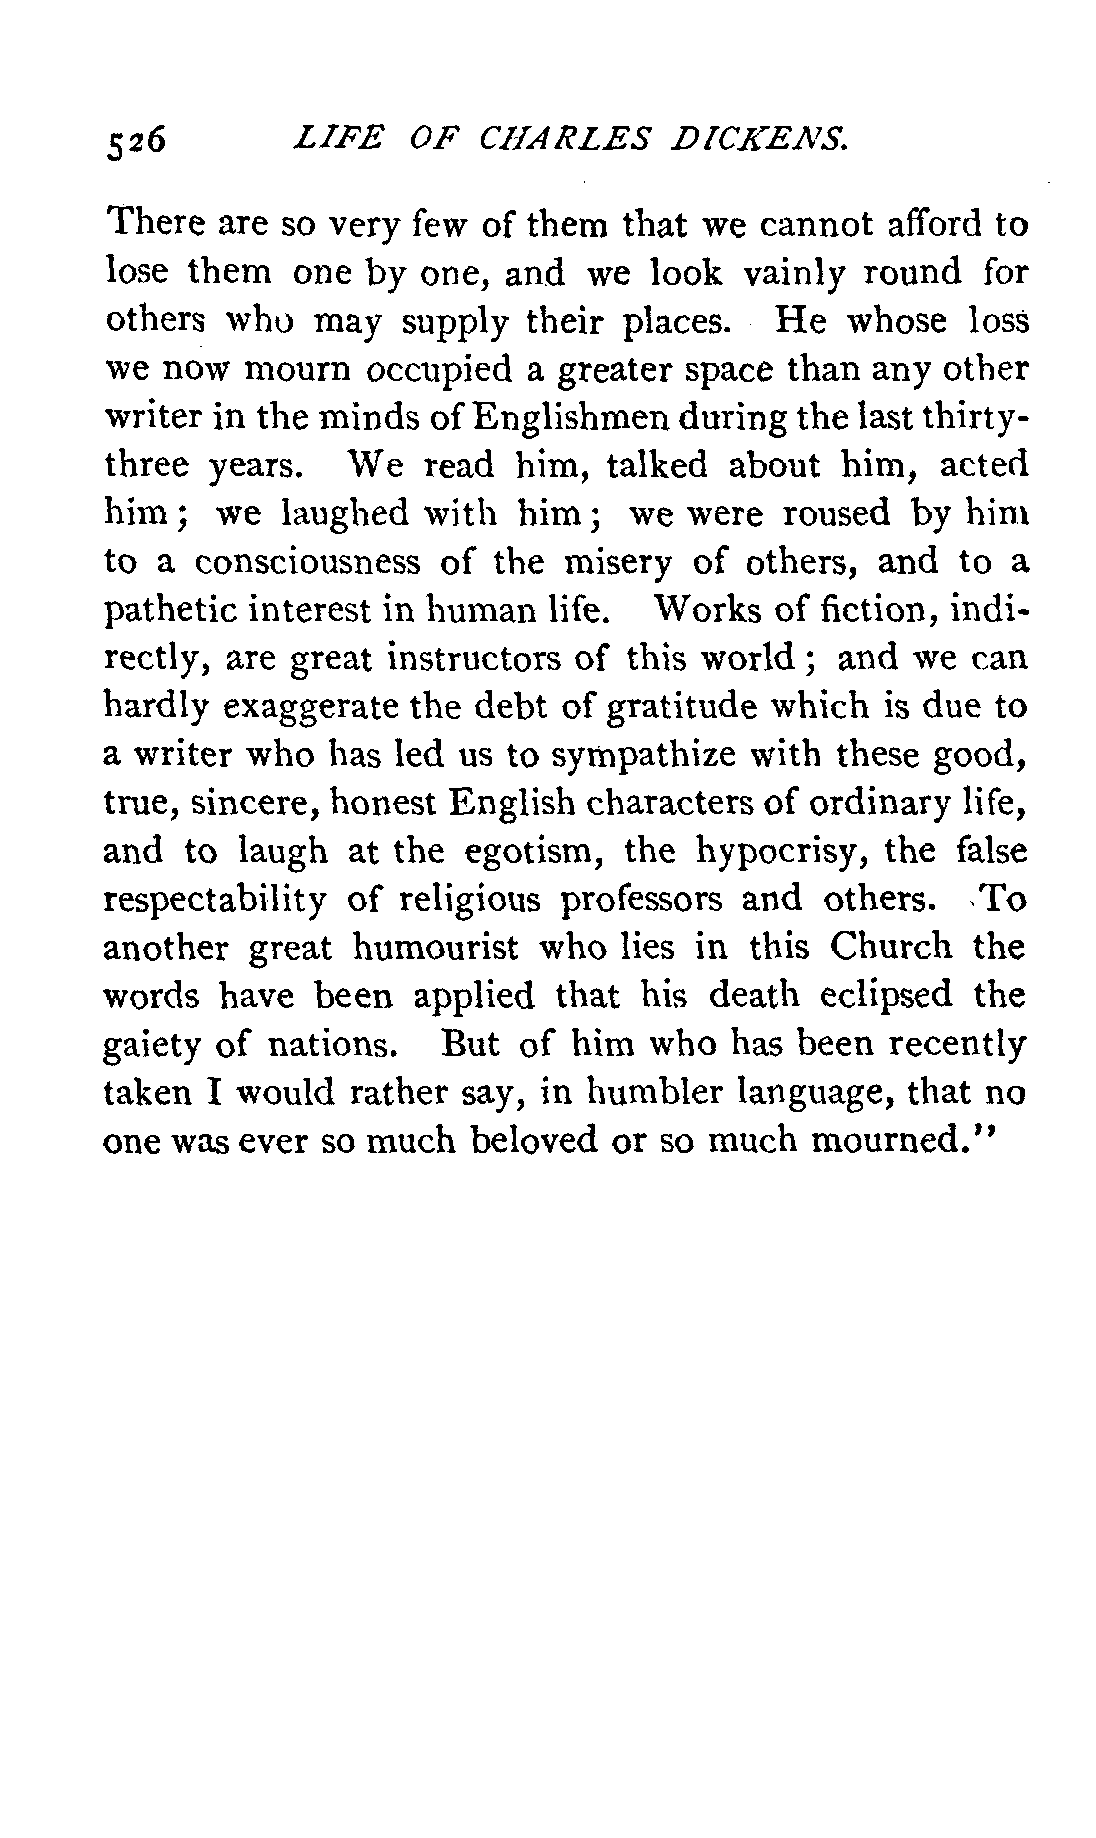 526 LIFE OF CHARLES DICKENS.
There are so very few of them that we cannot afford to
lose them one by one, and we look vainly round for
others who may supply their places. He whose loss
we now mourn occupied a greater space than any other
writer in the minds of Englishmen during the last thirty-
three years. We read him, talked about him, acted
him; we laughed with him; we were roused by him
to a consciousness of the misery of others, and to a
pathetic interest in human life. Works of fiction, indi-
rectly, are great instructors of this world; and we can
hardly exaggerate the debt of gratitude which is due to
a writer who has led us to sympathize with these good,
true, sincere, honest English characters of ordinary life,
and to laugh at the egotism, the hypocrisy, the false
respectability of religious professors and others. To
another great humourist who lies in this Church the
words have been applied that his death eclipsed the
gaiety of nations. But of him who has been recently
taken I would rather say, in humbler language, that no
one was ever so much beloved or so much mourned."